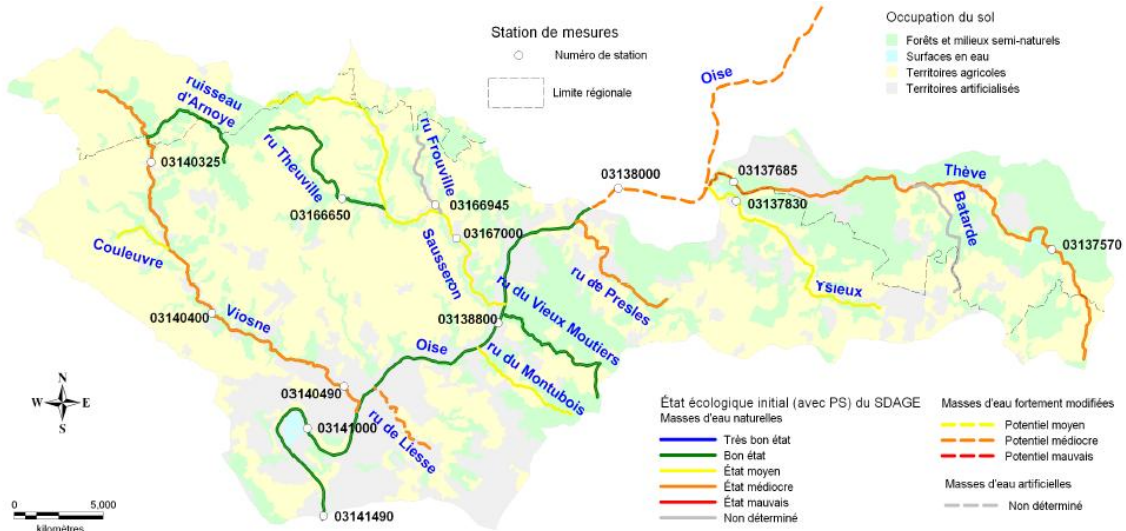 Station de mesures
Numéro de station
Limite régionale
Occupation du sol
Forêts et milieux semi-naturels
Surfaces en eau
Territoires agricoles
Territoires artificialisés
ruisseau
d'Arnoye
ru Theuville
ru Frouville
Oise
03140325
03166650
03166945
03167000
03138000
03137685
03137830
Thève
Batarde
03137570
Couleuvre
Sausseron
ru de Presles
Ysieux
03140400
Viosne
03138800
ru du Vieux Moutiers
Oise
ru du Montubois
03140490
03141000
ru de Liesse
03141490
N
W E
S
0 5,000
kilomètres
État écologique initial (avec PS) du SDAGE
Masses d'eau naturelles
Très bon état
Bon état
État moyen
État médiocre
État mauvais
Non déterminé
Masses d'eau fortement modifiées
Potentiel moyen
Potentiel médiocre
Potentiel mauvais
Masses d'eau artificielles
Non déterminé